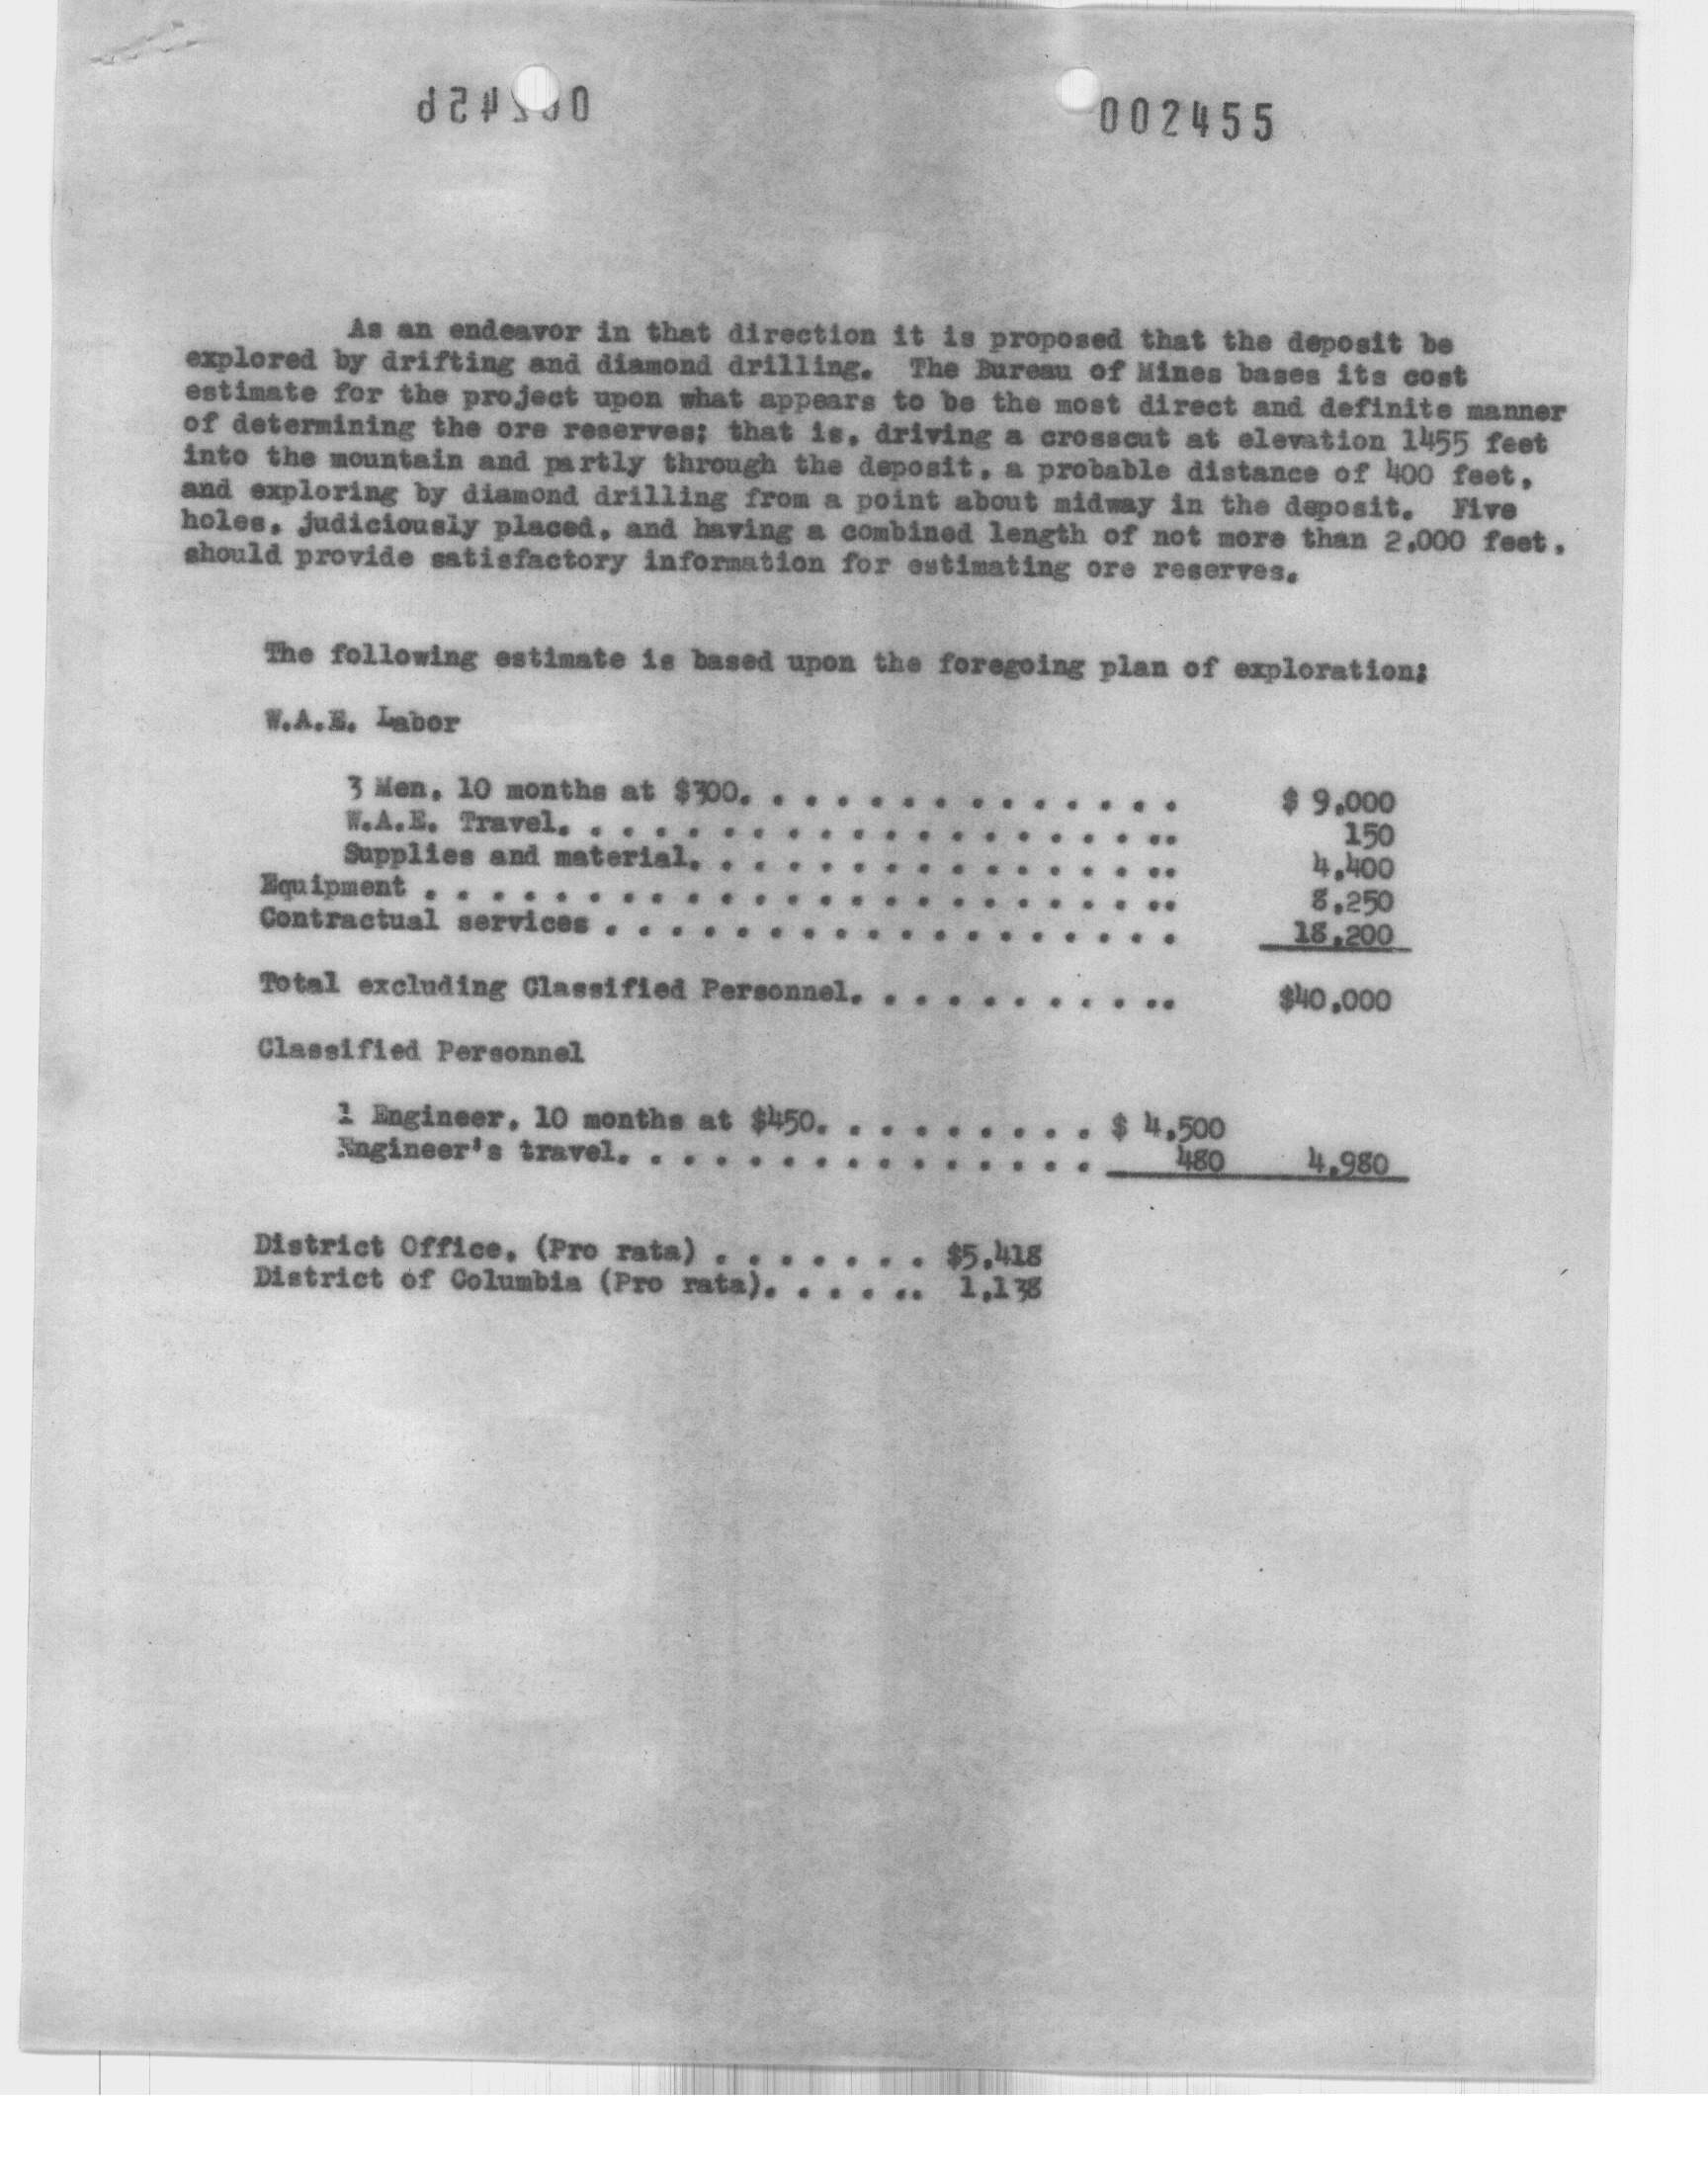 002455
As an endeavor in that direction it is proposed that the deposit be
explored by drifting and diamond drilling. The Bureau of Mines bases its cost
estimate for the project upon what appears to be the most direct and definite manner
of determining the ore reserves; that is, driving a crosscut at elevation 1455 feet
into the mountain and partly through the deposit, a probable distance of 400 feet,
and exploring by diamond drilling from a point about midway in the deposit. Five
holes, judiciously placed, and having a combined length of not more than 2,000 feet,
should provide satisfactory information for estimating ore reserves.
The following estimate is based upon the foregoing plan of exploration;
W.A.E. Labor
3 Men, 10 months at $300. . . . . . . . . . . . . . $ 9,000
W.A.E. Travel. . . . . . . . . . . . . . . . . . . .. 150
Supplies and material. . . . . . . . . . . . . . . .. 4,400
Equipment . . . . . . . . . . . . . . . . . . . . . . .. 8,250
Contractual services . . . . . . . . . . . . . . . . . . 18,200
Total excluding Classified Personnel. . . . . . . . . . .. $40,000
Classified Personnel
1 Engineer, 10 months at $450. . . . . . . . . $ 4,500
Engineer's travel. . . . . . . . . . . . . . . 480 4,980
District Office. (Pro rata) . . . . . . . $5,418
District of Columbia (Pro rata). . . . .. 1,138